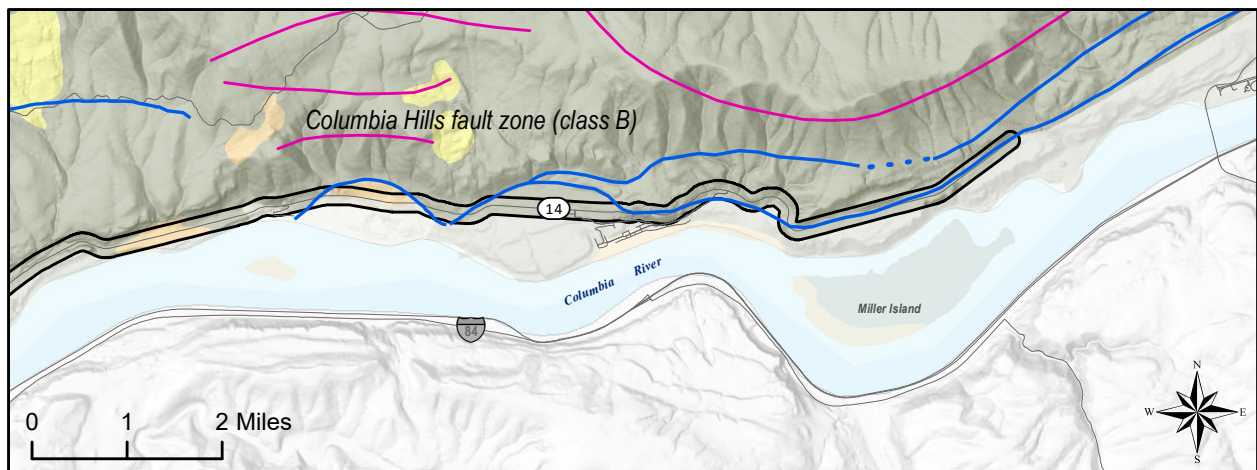 Columbia Hills fault zone (class B)
14
Columbia River
Miller Island
84
0 1 2 Miles
N
W E
S